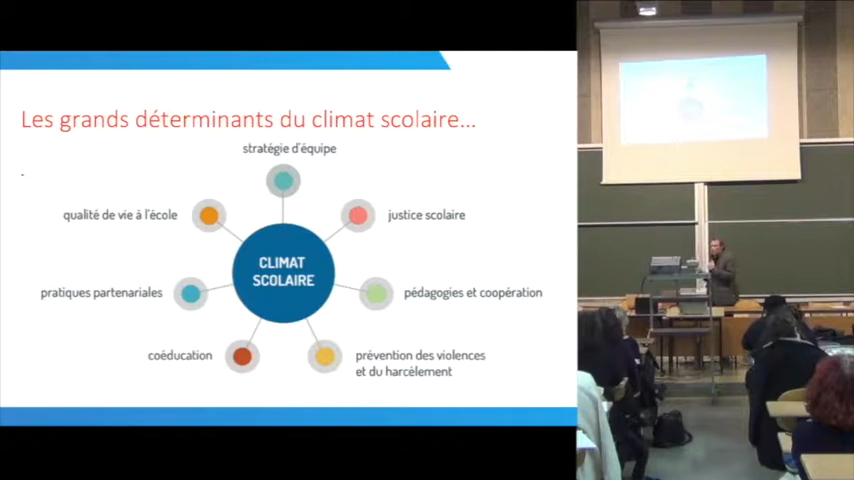 Les grands déterminants du climat scolaire...
stratégie d'équipe
qualité de vie à l'école
justice scolaire
CLIMAT
SCOLAIRE
pratiques partenariales
pédagogies et coopération
coéducation
prévention des violences
et du harcèlement